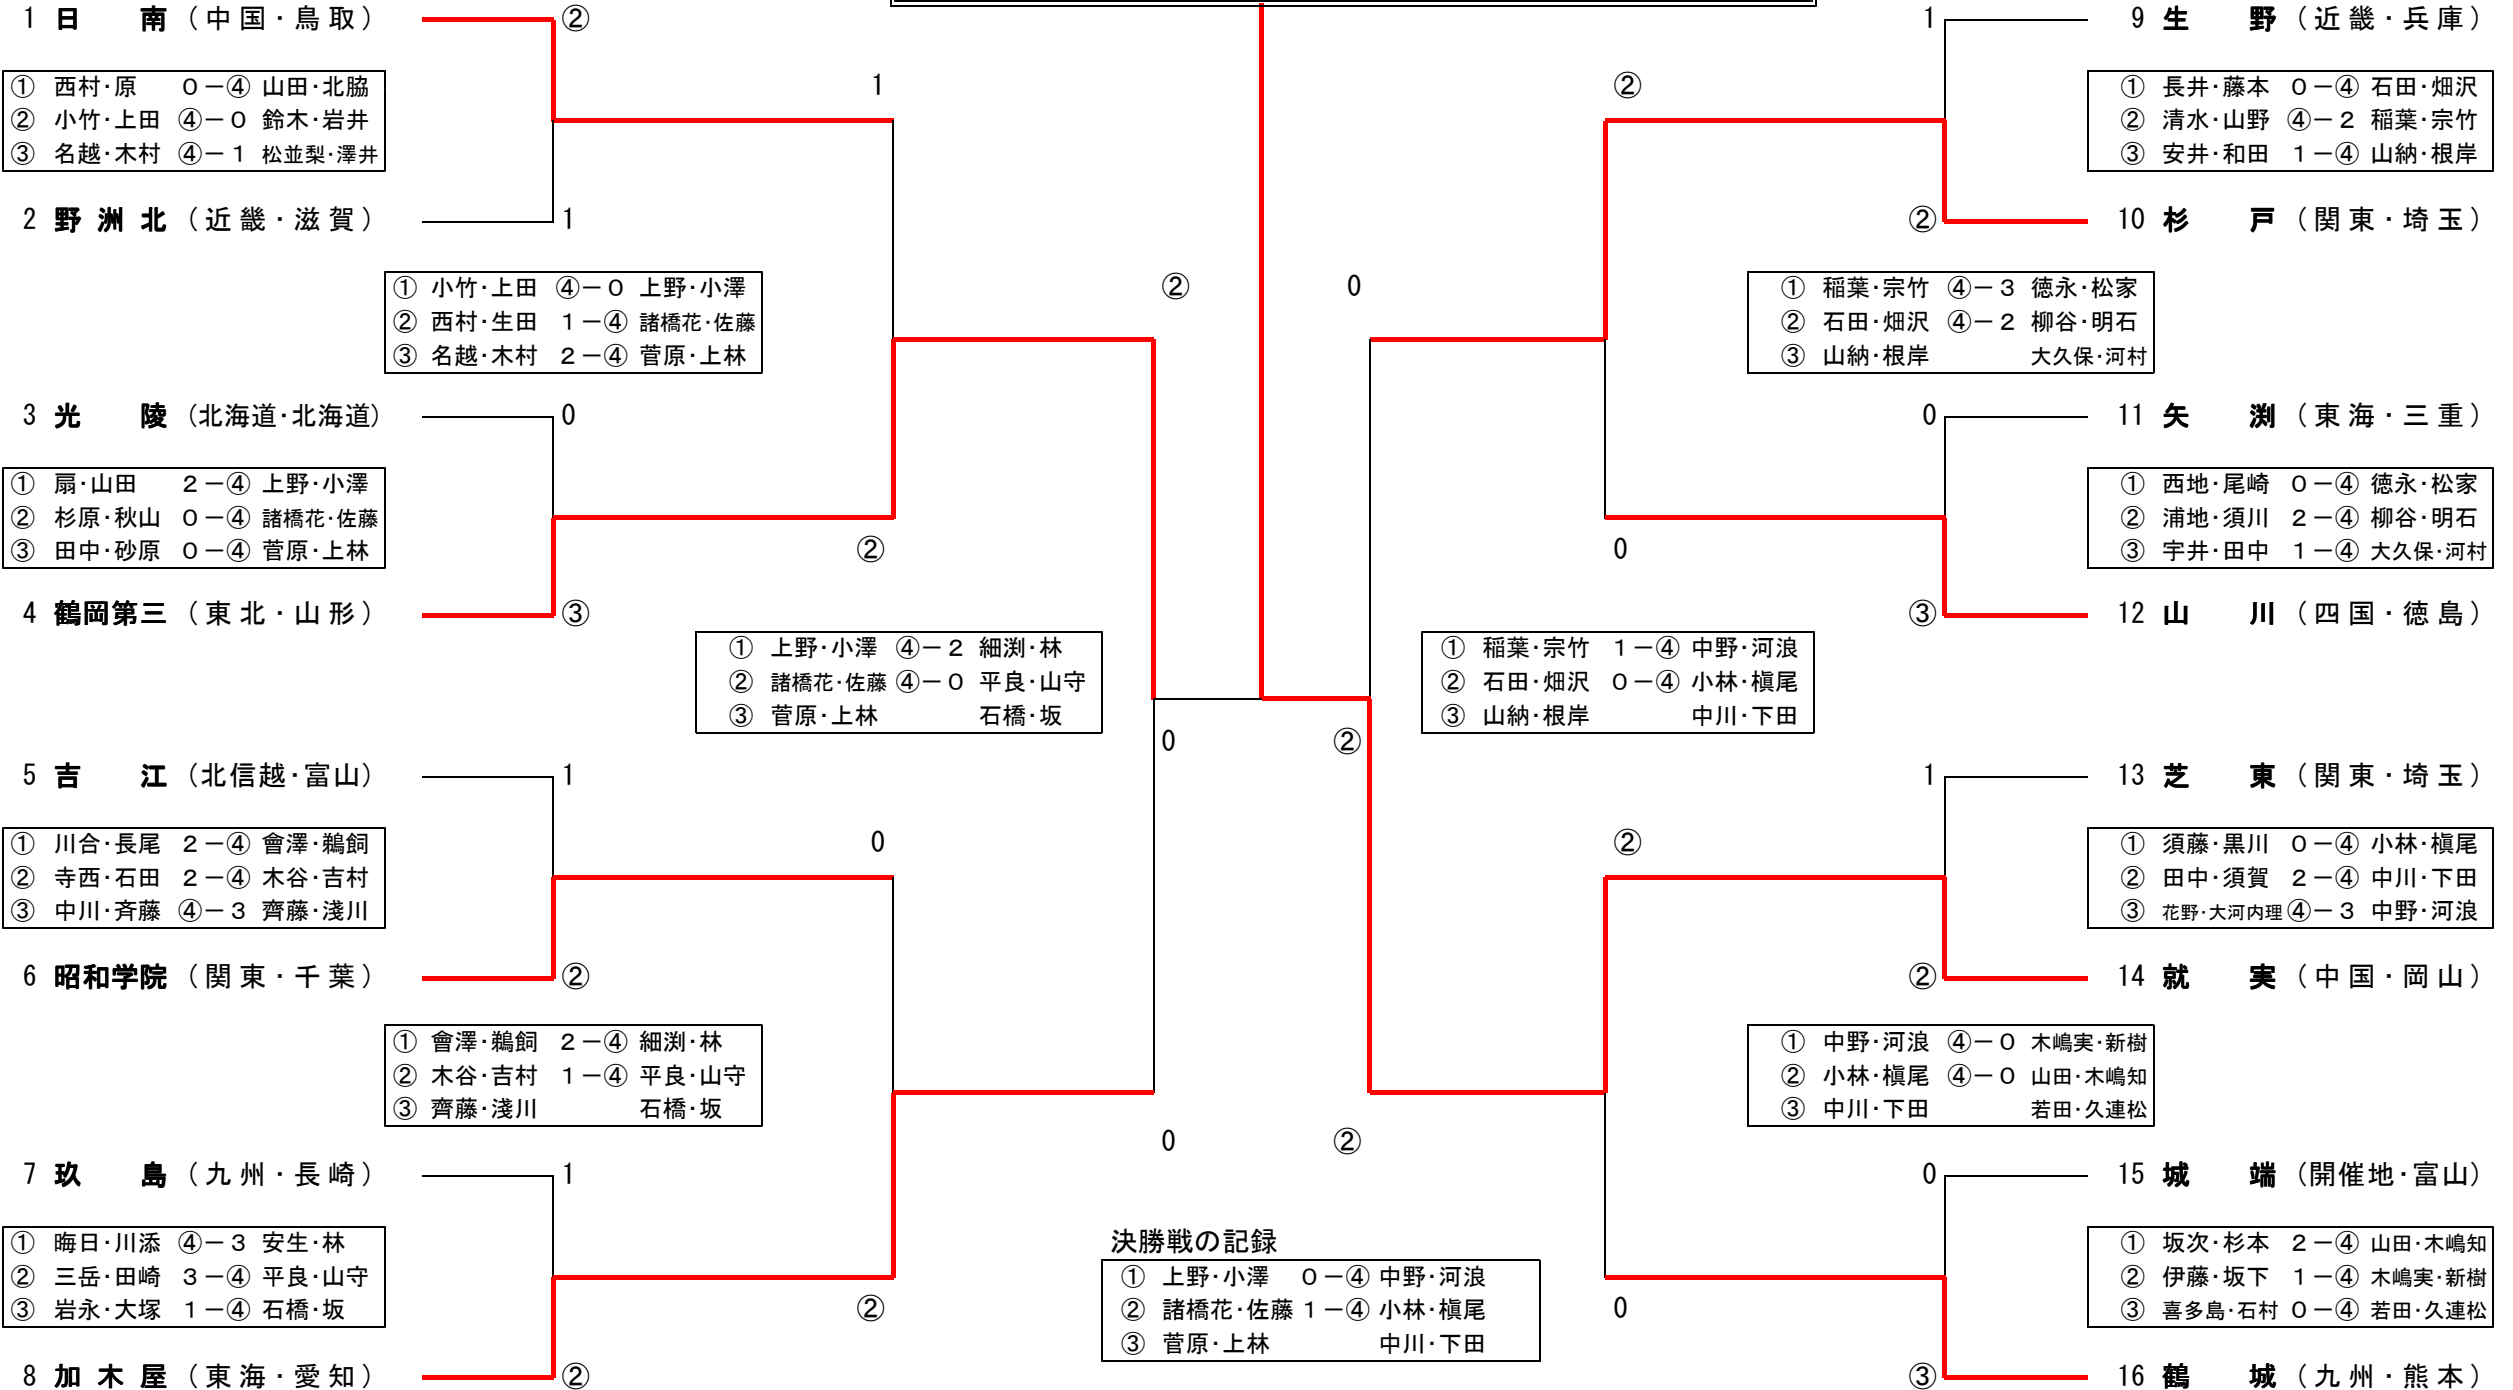 1 日 南 （中国・鳥取） ②
① 西村・原 0－④ 山田・北脇
② 小竹・上田 ④－0 鈴木・岩井
③ 名越・木村 ④－1 松並梨・澤井
2 野洲北 （近畿・滋賀） 1
1
① 小竹・上田 ④－0 上野・小澤
② 西村・生田 1－④ 諸橋花・佐藤
③ 名越・木村 2－④ 菅原・上林
②
3 光 陵 （北海道・北海道） 0
① 扇・山田 2－④ 上野・小澤
② 杉原・秋山 0－④ 諸橋花・佐藤
③ 田中・砂原 0－④ 菅原・上林
4 鶴岡第三 （東北・山形） ③
②
① 上野・小澤 ④－2 細渕・林
② 諸橋花・佐藤 ④－0 平良・山守
③ 菅原・上林 石橋・坂
0
5 吉 江 （北信越・富山） 1
① 川合・長尾 2－④ 會澤・鵜飼
② 寺西・石田 2－④ 木谷・吉村
③ 中川・斉藤 ④－3 齊藤・淺川
6 昭和学院 （関東・千葉） ②
0
① 會澤・鵜飼 2－④ 細渕・林
② 木谷・吉村 1－④ 平良・山守
③ 齊藤・淺川 石橋・坂
0
7 玖 島 （九州・長崎） 1
① 晦日・川添 ④－3 安生・林
② 三岳・田崎 3－④ 平良・山守
③ 岩永・大塚 1－④ 石橋・坂
8 加木屋 （東海・愛知） ②
②
決勝戦の記録
① 上野・小澤 0－④ 中野・河浪
② 諸橋花・佐藤 1－④ 小林・槇尾
③ 菅原・上林 中川・下田
1 9 生 野 （近畿・兵庫）
① 長井・藤本 0－④ 石田・畑沢
② 清水・山野 ④－2 稲葉・宗竹
③ 安井・和田 1－④ 山納・根岸
② 10 杉 戸 （関東・埼玉）
②
① 稲葉・宗竹 ④－3 徳永・松家
② 石田・畑沢 ④－2 柳谷・明石
③ 山納・根岸 大久保・河村
0
0 11 矢 渕 （東海・三重）
① 西地・尾崎 0－④ 徳永・松家
② 浦地・須川 2－④ 柳谷・明石
③ 宇井・田中 1－④ 大久保・河村
③ 12 山 川 （四国・徳島）
0
① 稲葉・宗竹 1－④ 中野・河浪
② 石田・畑沢 0－④ 小林・槇尾
③ 山納・根岸 中川・下田
②
1 13 芝 東 （関東・埼玉）
① 須藤・黒川 0－④ 小林・槇尾
② 田中・須賀 2－④ 中川・下田
③ 花野・大河内理 ④－3 中野・河浪
② 14 就 実 （中国・岡山）
②
① 中野・河浪 ④－0 木嶋実・新樹
② 小林・槇尾 ④－0 山田・木嶋知
③ 中川・下田 若田・久連松
②
0 15 城 端 （開催地・富山）
① 坂次・杉本 2－④ 山田・木嶋知
② 伊藤・坂下 1－④ 木嶋実・新樹
③ 喜多島・石村 0－④ 若田・久連松
③ 16 鶴 城 （九州・熊本）
0